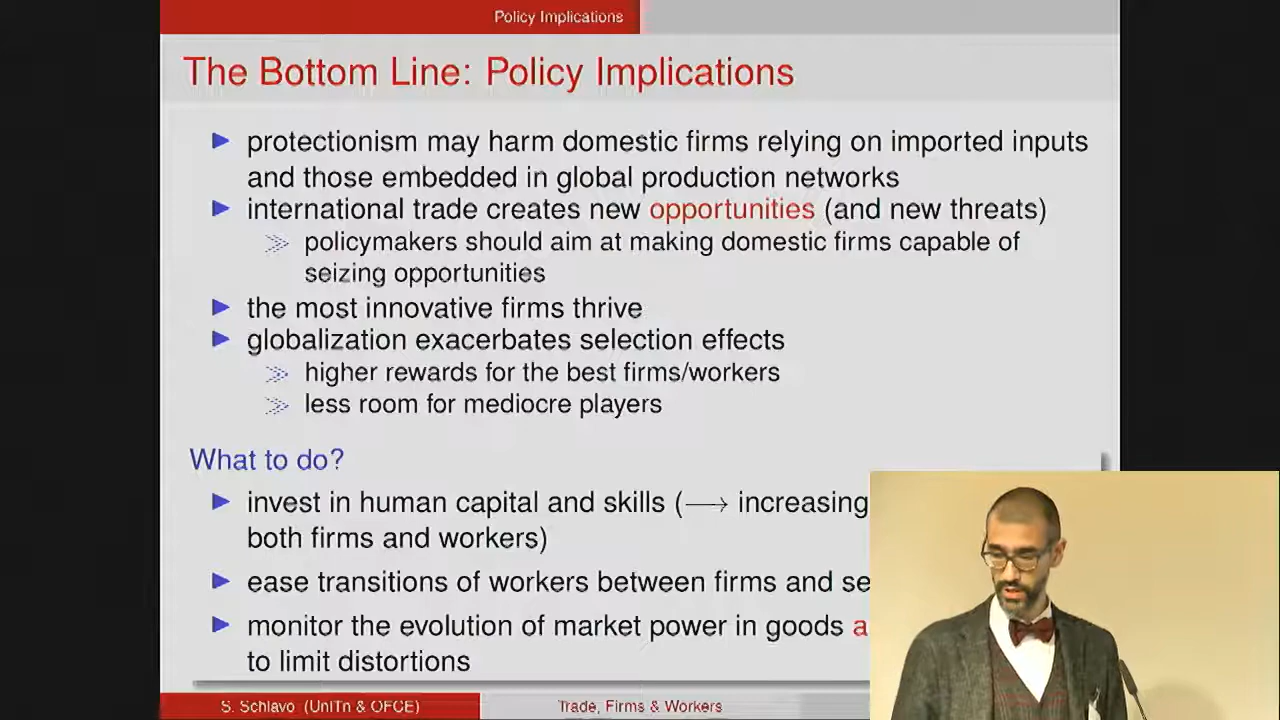 Policy Implications
The Bottom Line: Policy Implications
protectionism may harm domestic firms relying on imported inputs
and those embedded in global production networks
international trade creates new opportunities (and new threats)
policymakers should aim at making domestic firms capable of
seizing opportunities
the most innovative firms thrive
globalization exacerbates selection effects
higher rewards for the best firms/workers
less room for mediocre players
What to do?
invest in human capital and skills (⟶ increasing
both firms and workers)
ease transitions of workers between firms and se
monitor the evolution of market power in goods a
to limit distortions
S. Schiavo (UniTn & OFCE)
Trade, Firms & Workers